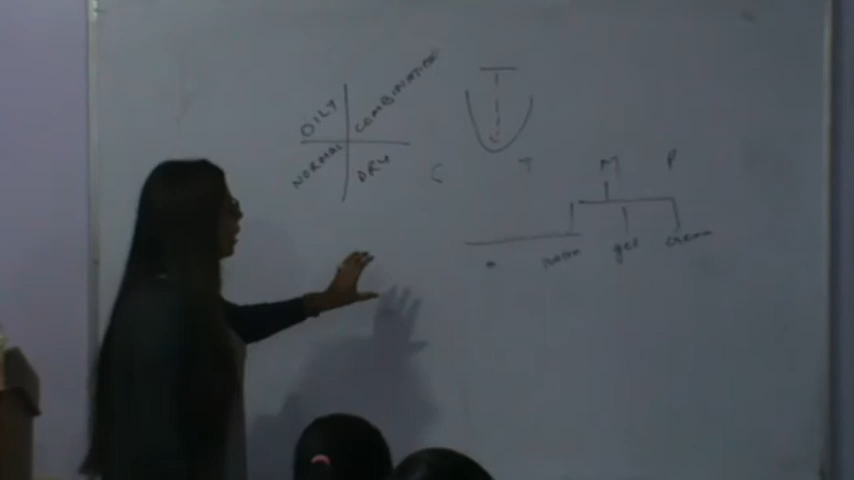 OILY COMBINATION
NORMAL DRY
T
C T M P
gel cream